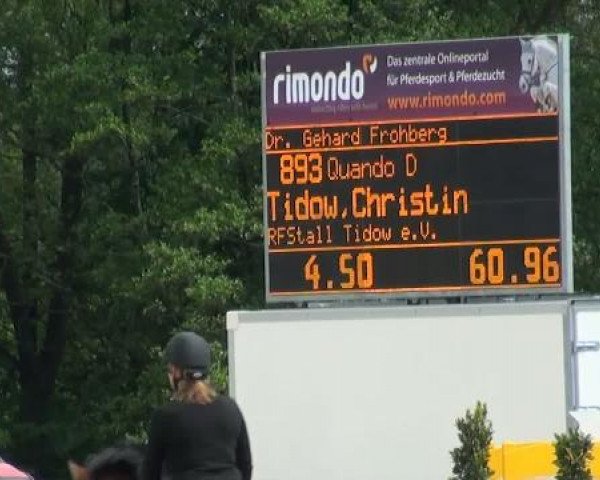 rimondo
Das zentrale Onlineportal
für Pferdesport & Pferdezucht
www.rimondo.com
Dr. Gehard Frohberg
893 Quando D
Tidow,Christin
RFStall Tidow e.V.
4.50 60.96